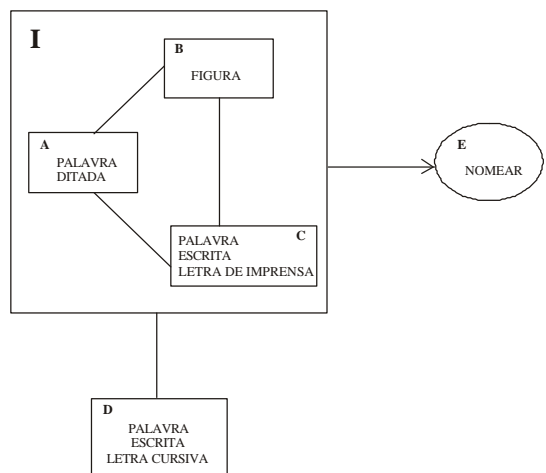 I
B
FIGURA
A
PALAVRA
DITADA
E
NOMEAR
C
PALAVRA
ESCRITA
LETRA DE IMPRENSA
D
PALAVRA
ESCRITA
LETRA CURSIVA